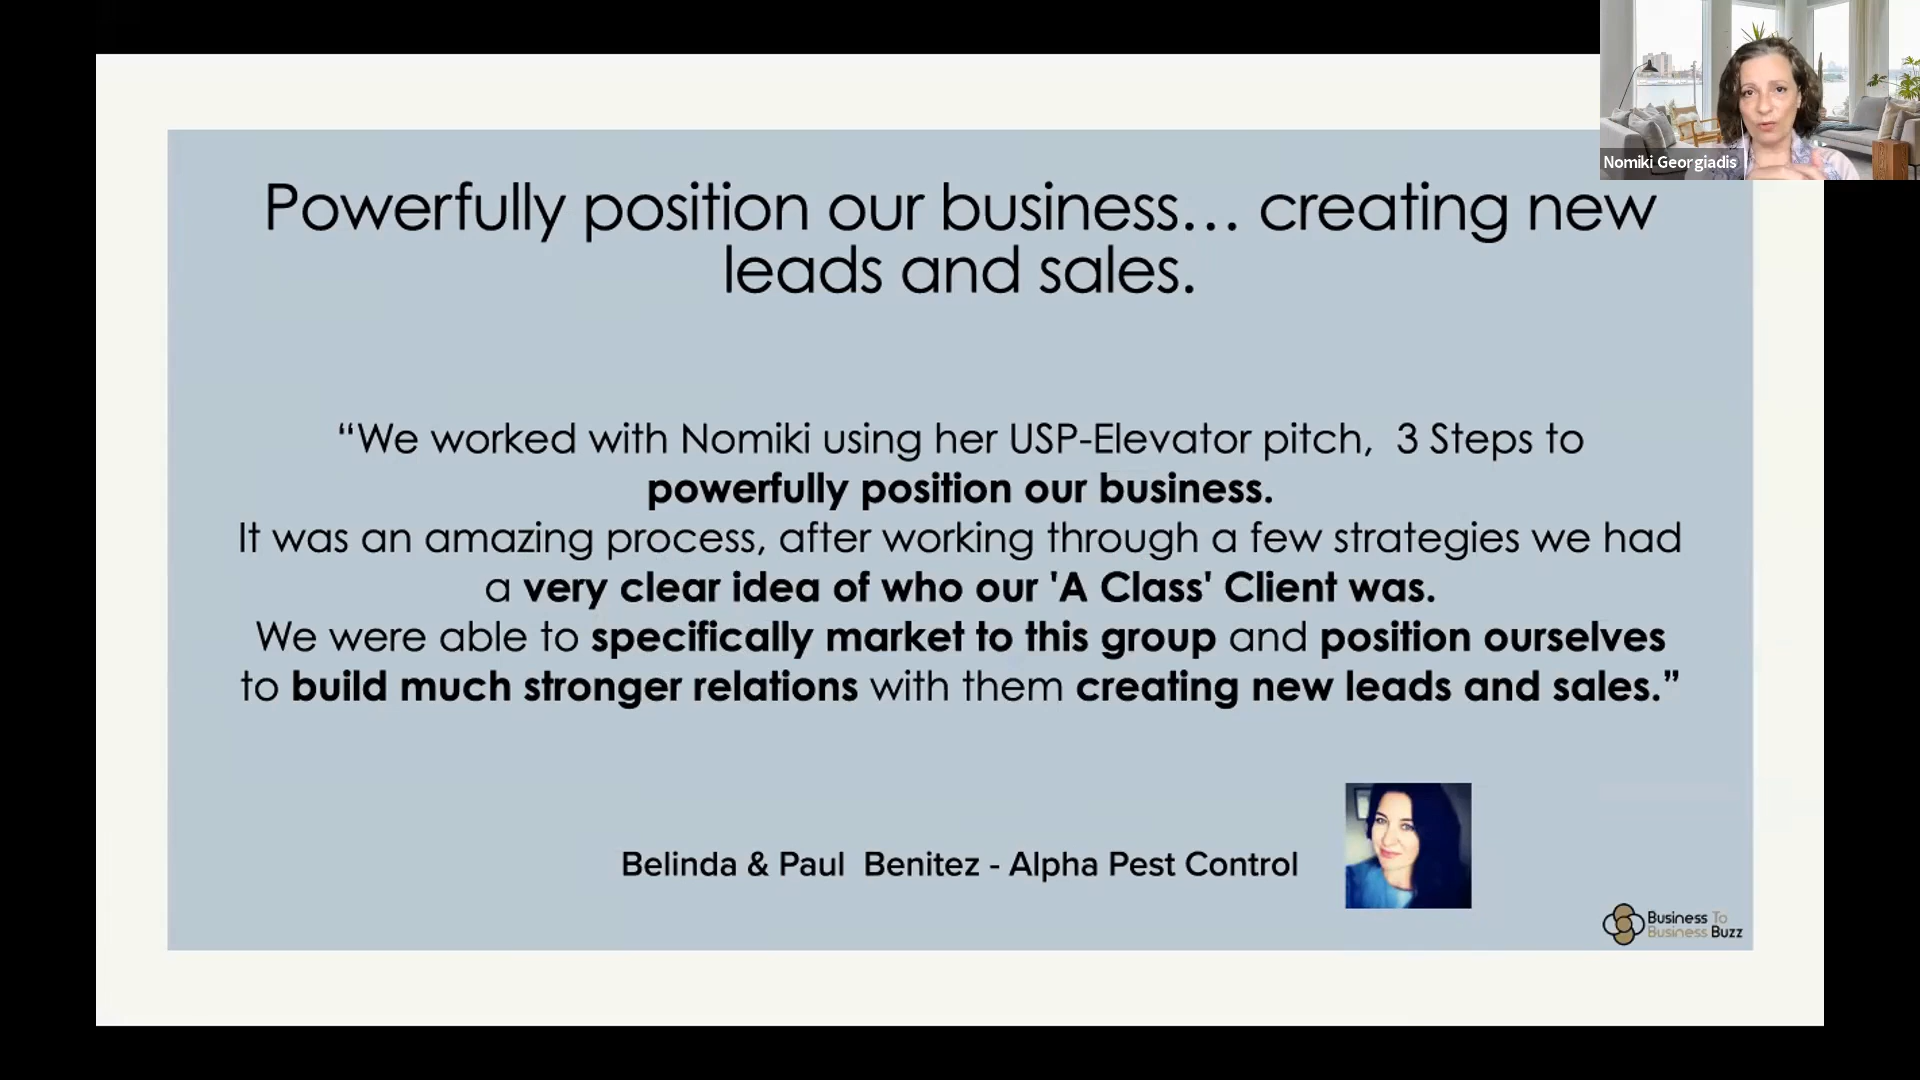 Nomiki Georgiadis
Powerfully position our business… creating new
leads and sales.
“We worked with Nomiki using her USP-Elevator pitch,  3 Steps to
powerfully position our business.
It was an amazing process, after working through a few strategies we had
a very clear idea of who our 'A Class' Client was.
We were able to specifically market to this group and position ourselves
to build much stronger relations with them creating new leads and sales.”
Belinda & Paul  Benitez - Alpha Pest Control
Business To
Business Buzz